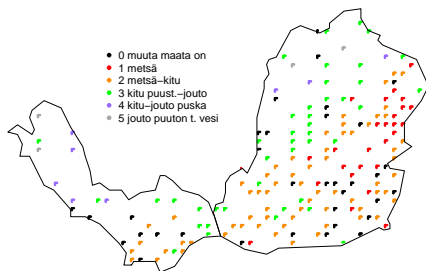 0 muuta maata on
1 metsä
2 metsä−kitu
3 kitu puust.−jouto
4 kitu−jouto puska
5 jouto puuton t. vesi